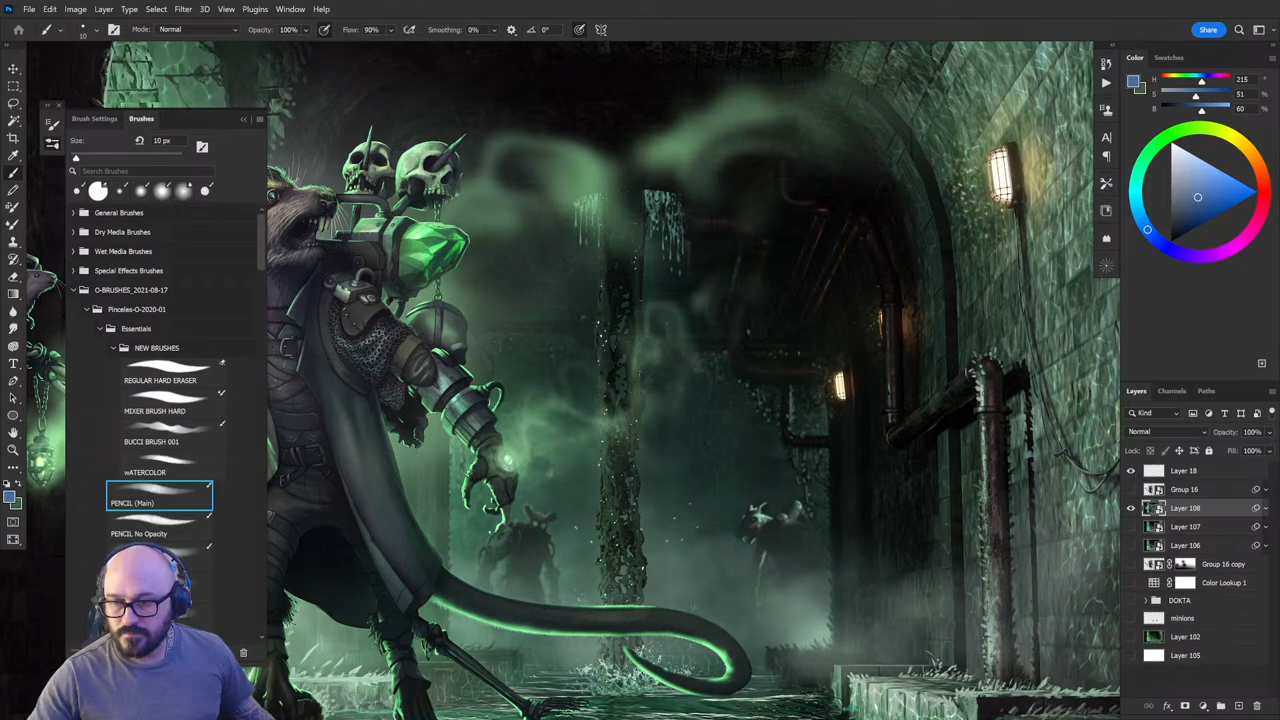 Ps File Edit Image Layer Type Select Filter 3D View Plugins Window Help
10 Mode: Normal Opacity: 100% Flow: 90% Smoothing: 0% 0° Share
Brush Settings Brushes
Size: 10 px
Search Brushes
General Brushes
Dry Media Brushes
Wet Media Brushes
Special Effects Brushes
O-BRUSHES_2021-08-17
Pinceles-O-2020-01
Essentials
NEW BRUSHES
REGULAR HARD ERASER
MIXER BRUSH HARD
BUCCI BRUSH 001
wATERCOLOR
PENCIL (Main)
PENCIL No Opacity
Color Swatches
H 215 °
S 51 %
B 60 %
Layers Channels Paths
Kind
Normal Opacity: 100%
Lock: Fill: 100%
Layer 18
Group 16
Layer 108
Layer 107
Layer 106
Group 16 copy
Color Lookup 1
DOKTA
minions
Layer 102
Layer 105
fx